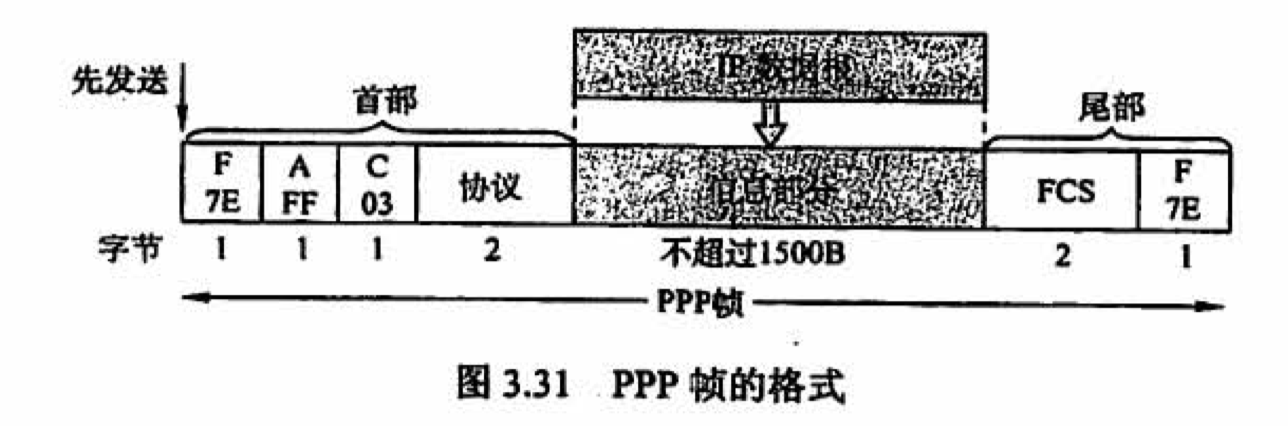 IP 数据报
先发送
首部
尾部
F A C 协议 信息部分 FCS F
7E FF 03 7E
字节 1 1 1 2 不超过1500B 2 1
PPP帧
图 3.31 PPP 帧的格式